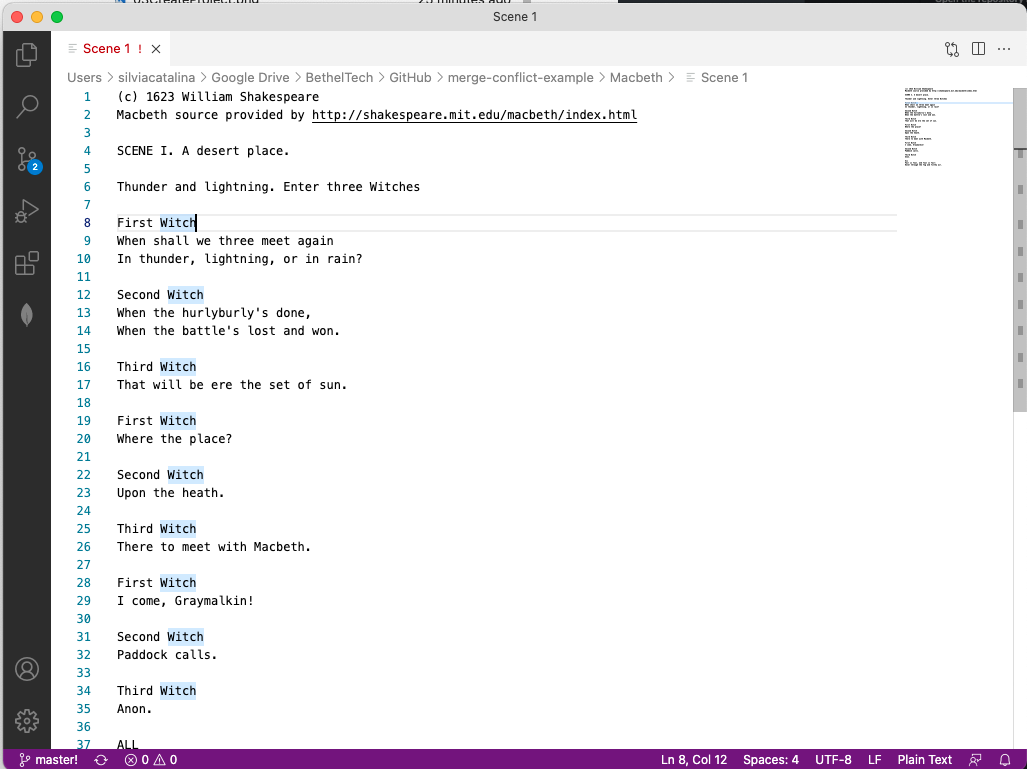 Scene 1
Scene 1 !
Users > silviacatalina > Google Drive > BethelTech > GitHub > merge-conflict-example > Macbeth > Scene 1
1 (c) 1623 William Shakespeare
2 Macbeth source provided by http://shakespeare.mit.edu/macbeth/index.html
3
4 SCENE I. A desert place.
5
6 Thunder and lightning. Enter three Witches
7
8 First Witch
9 When shall we three meet again
10 In thunder, lightning, or in rain?
11
12 Second Witch
13 When the hurlyburly's done,
14 When the battle's lost and won.
15
16 Third Witch
17 That will be ere the set of sun.
18
19 First Witch
20 Where the place?
21
22 Second Witch
23 Upon the heath.
24
25 Third Witch
26 There to meet with Macbeth.
27
28 First Witch
29 I come, Graymalkin!
30
31 Second Witch
32 Paddock calls.
33
34 Third Witch
35 Anon.
36
37 ALL
2
master! 0 0 Ln 8, Col 12 Spaces: 4 UTF-8 LF Plain Text